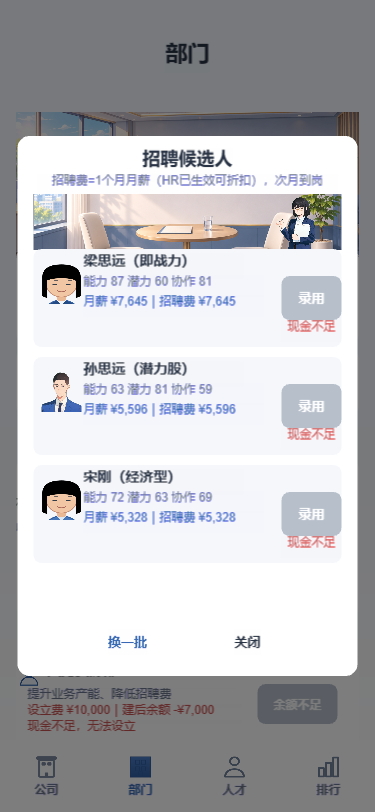 部门
招聘候选人
招聘费=1个月月薪（HR已生效可折扣），次月到岗
梁思远（即战力）
能力 87 潜力 60 协作 81
月薪 ¥7,645 | 招聘费 ¥7,645
录用
现金不足
孙思远（潜力股）
能力 63 潜力 81 协作 59
月薪 ¥5,596 | 招聘费 ¥5,596
录用
现金不足
宋刚（经济型）
能力 72 潜力 63 协作 69
月薪 ¥5,328 | 招聘费 ¥5,328
录用
现金不足
换一批
关闭
提升业务产能、降低招聘费
设立费 ¥10,000 | 建后余额 -¥7,000
现金不足，无法设立
余额不足
公司
部门
人才
排行